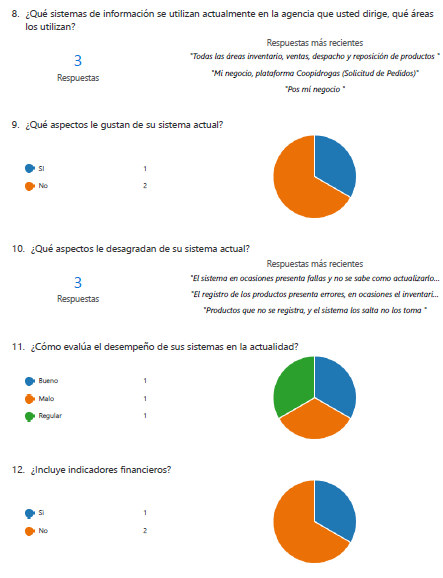 8. ¿Qué sistemas de información se utilizan actualmente en la agencia que usted dirige, qué áreas
los utilizan?
Respuestas más recientes
3
Respuestas
"Todas las áreas inventario, ventas, despacho y reposición de productos "
"Mi negocio, plataforma Coopidrogas (Solicitud de Pedidos)"
"Pos mi negocio "
9. ¿Qué aspectos le gustan de su sistema actual?
Si 1
No 2
10. ¿Qué aspectos le desagradan de su sistema actual?
Respuestas más recientes
3
Respuestas
"El sistema en ocasiones presenta fallas y no se sabe como actualizarlo...
"El registro de los productos presenta errores, en ocasiones el inventari...
"Productos que no se registra, y el sistema los salta no los toma "
11. ¿Cómo evalúa el desempeño de sus sistemas en la actualidad?
Bueno 1
Malo 1
Regular 1
12. ¿Incluye indicadores financieros?
Si 1
No 2